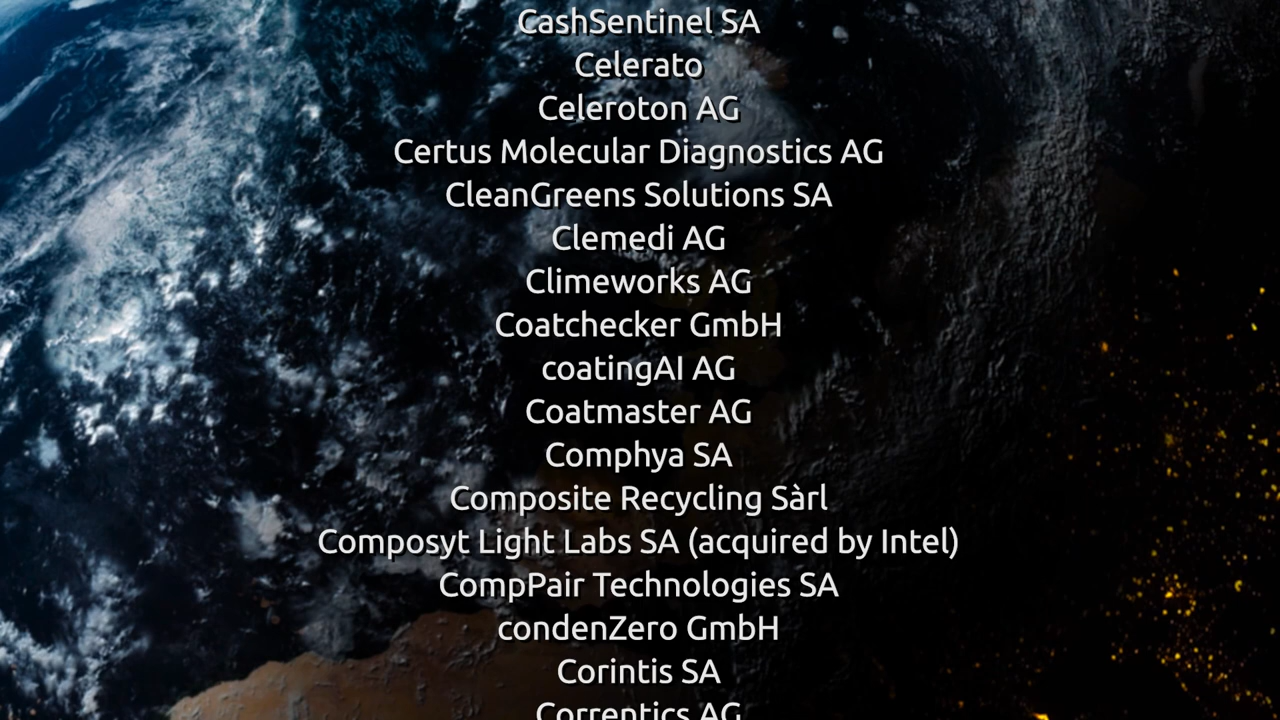 CashSentinel SA
Celerato
Celeroton AG
Certus Molecular Diagnostics AG
CleanGreens Solutions SA
Clemedi AG
Climeworks AG
Coatchecker GmbH
coatingAI AG
Coatmaster AG
Comphya SA
Composite Recycling Sàrl
Composyt Light Labs SA (acquired by Intel)
CompPair Technologies SA
condenZero GmbH
Corintis SA
Correntics AG